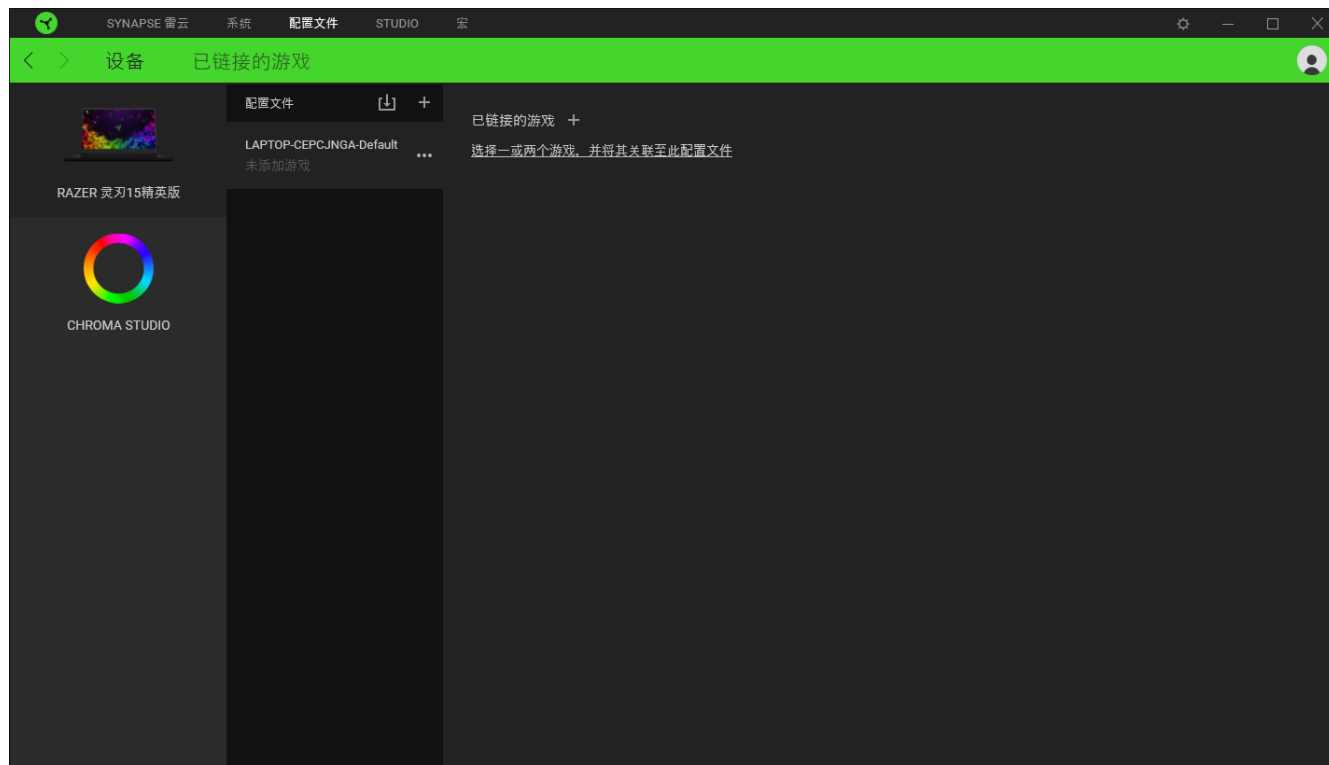 SYNAPSE 雷云 系统 配置文件 STUDIO 宏
设备 已链接的游戏
RAZER 灵刃15精英版
CHROMA STUDIO
配置文件
LAPTOP-CEPCJNGA-Default
未添加游戏
已链接的游戏
选择一或两个游戏，并将其关联至此配置文件